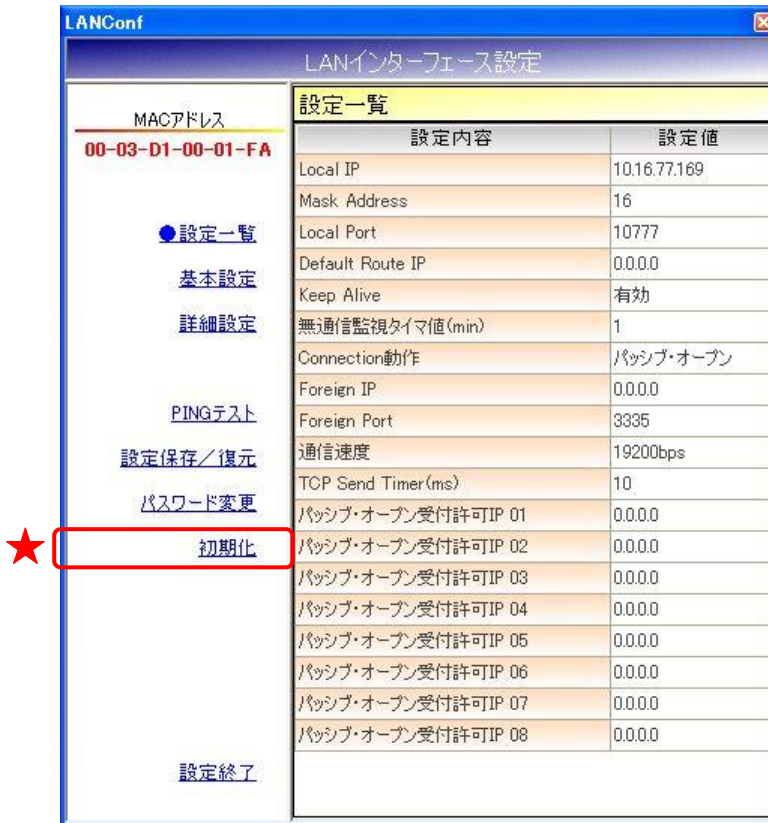 LANConf
LANインターフェース設定
MACアドレス
00-03-D1-00-01-FA
●設定一覧
基本設定
詳細設定
PINGテスト
設定保存／復元
パスワード変更
★ 初期化
設定終了
設定一覧
設定内容 設定値
Local IP 10.16.77.169
Mask Address 16
Local Port 10777
Default Route IP 0.0.0.0
Keep Alive 有効
無通信監視タイマ値(min) 1
Connection動作 パッシブ・オープン
Foreign IP 0.0.0.0
Foreign Port 3335
通信速度 19200bps
TCP Send Timer(ms) 10
パッシブ・オープン受付許可IP 01 0.0.0.0
パッシブ・オープン受付許可IP 02 0.0.0.0
パッシブ・オープン受付許可IP 03 0.0.0.0
パッシブ・オープン受付許可IP 04 0.0.0.0
パッシブ・オープン受付許可IP 05 0.0.0.0
パッシブ・オープン受付許可IP 06 0.0.0.0
パッシブ・オープン受付許可IP 07 0.0.0.0
パッシブ・オープン受付許可IP 08 0.0.0.0